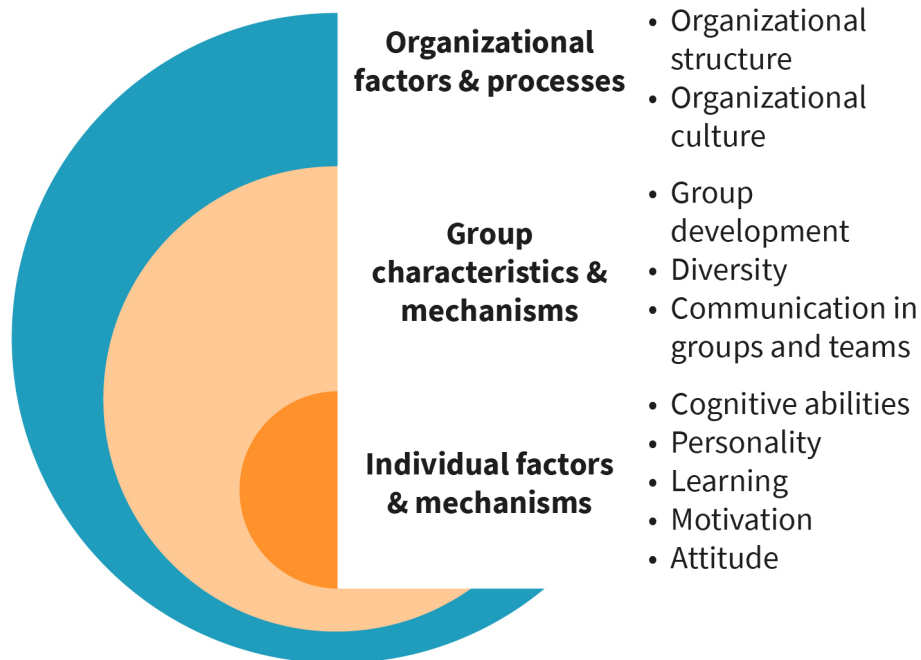 Organizational
factors & processes
• Organizational
structure
• Organizational
culture
Group
characteristics &
mechanisms
• Group
development
• Diversity
• Communication in
groups and teams
Individual factors
& mechanisms
• Cognitive abilities
• Personality
• Learning
• Motivation
• Attitude